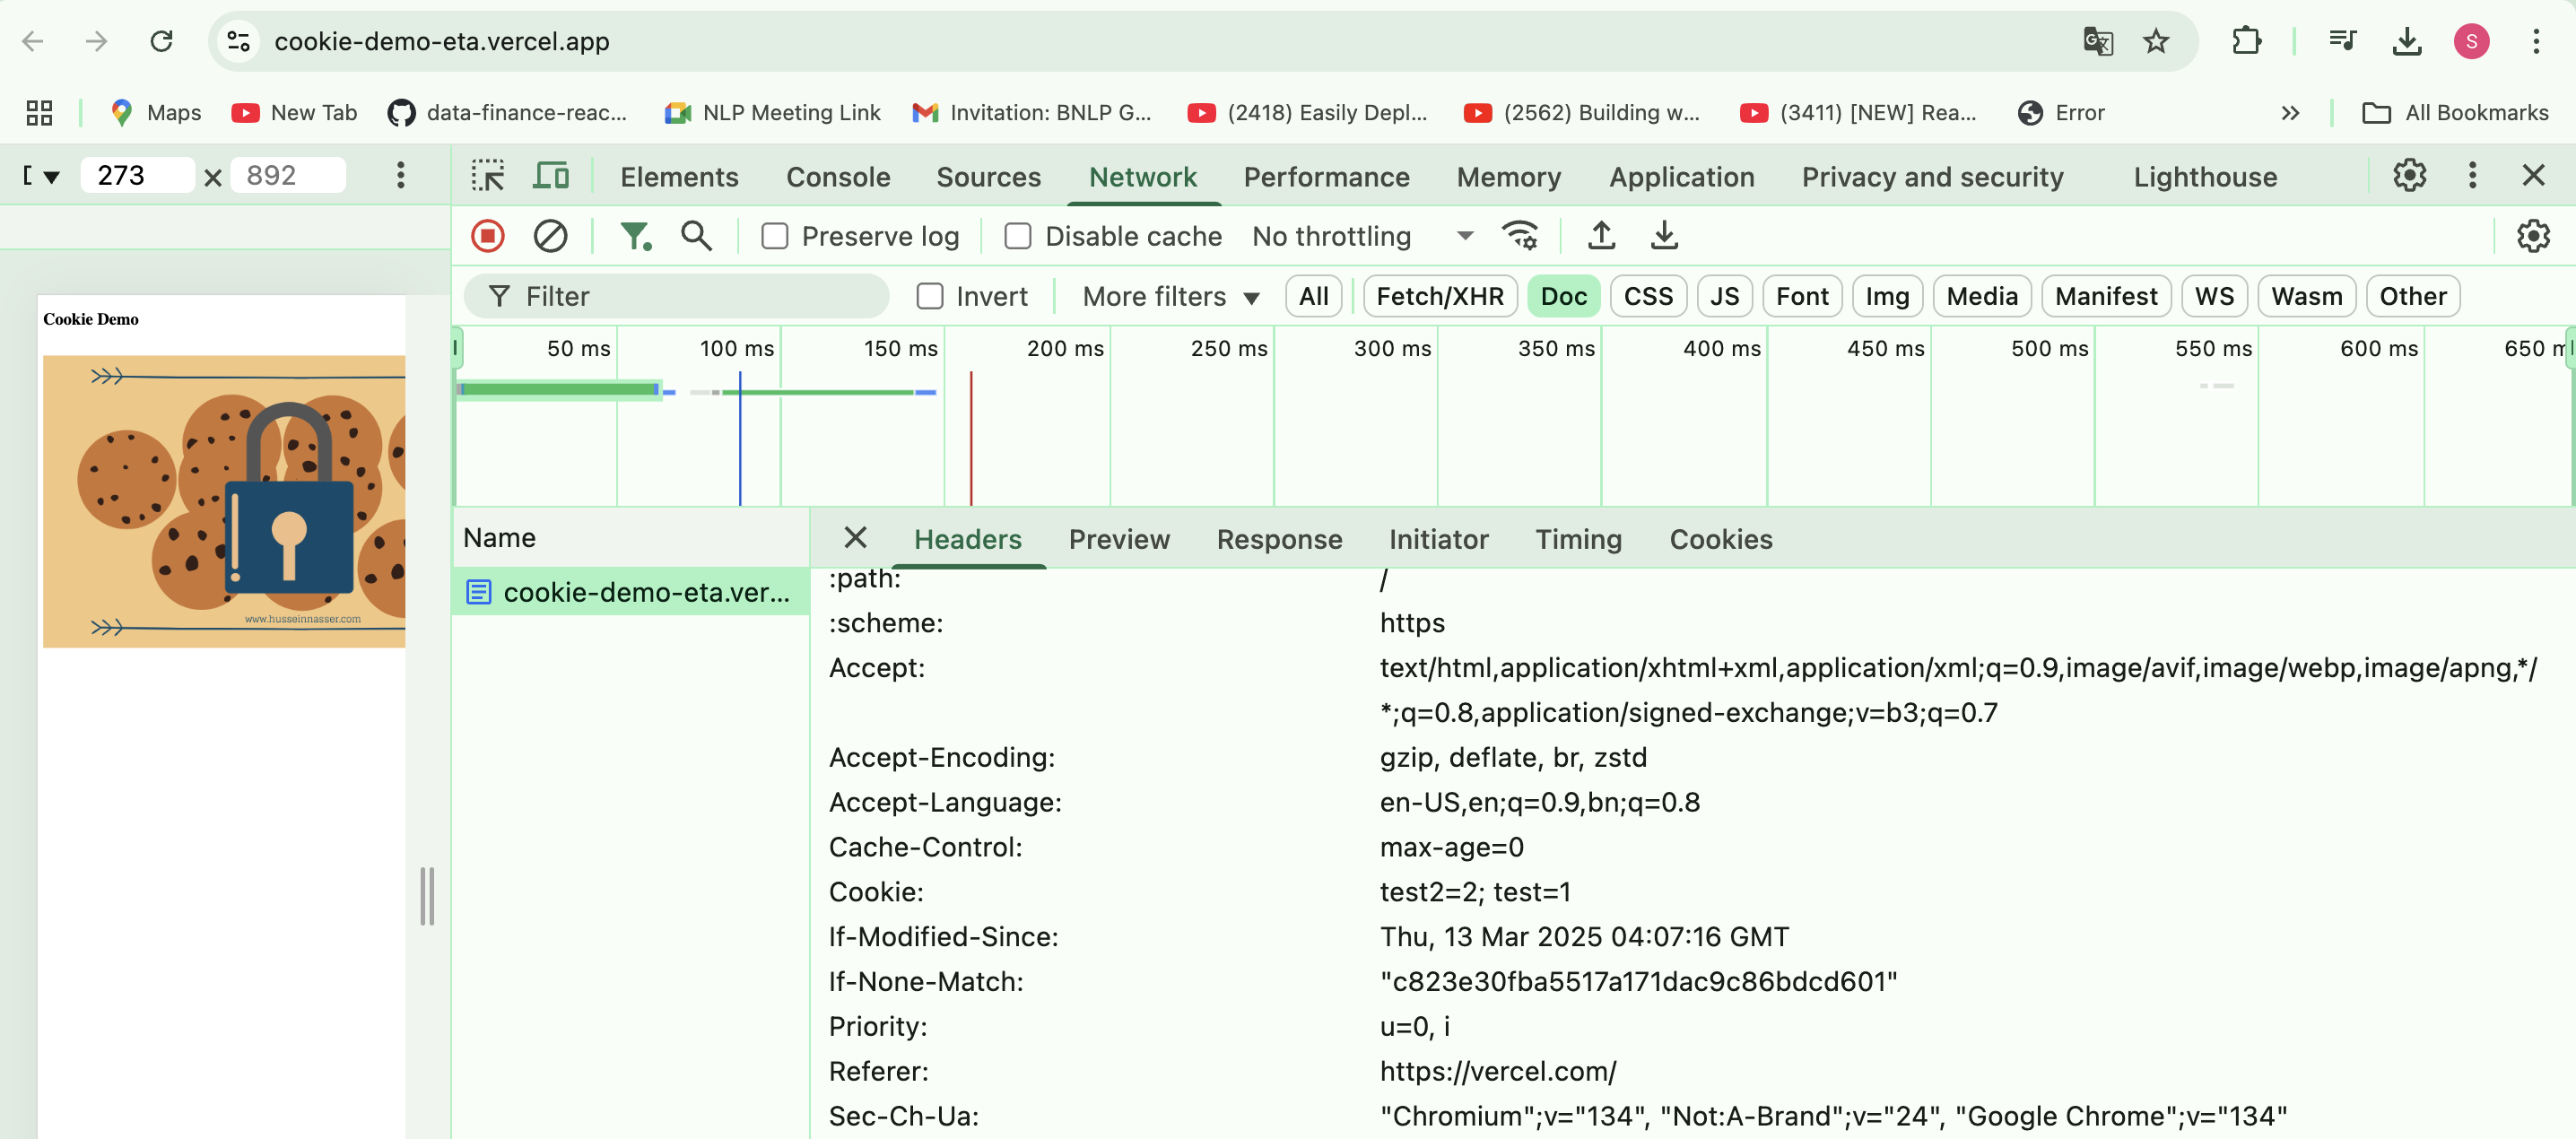 cookie-demo-eta.vercel.app
S
Maps
New Tab
data-finance-reac...
NLP Meeting Link
Invitation: BNLP G...
(2418) Easily Depl...
(2562) Building w...
(3411) [NEW] Rea...
Error
All Bookmarks
273 × 892
Elements Console Sources Network Performance Memory Application Privacy and security Lighthouse
Preserve log Disable cache No throttling
Filter Invert More filters All Fetch/XHR Doc CSS JS Font Img Media Manifest WS Wasm Other
50 ms 100 ms 150 ms 200 ms 250 ms 300 ms 350 ms 400 ms 450 ms 500 ms 550 ms 600 ms 650
Cookie Demo
www.husseinnasser.com
Name
cookie-demo-eta.ver...
Headers Preview Response Initiator Timing Cookies
:path: /
:scheme: https
Accept: text/html,application/xhtml+xml,application/xml;q=0.9,image/avif,image/webp,image/apng,*/
*;q=0.8,application/signed-exchange;v=b3;q=0.7
Accept-Encoding: gzip, deflate, br, zstd
Accept-Language: en-US,en;q=0.9,bn;q=0.8
Cache-Control: max-age=0
Cookie: test2=2; test=1
If-Modified-Since: Thu, 13 Mar 2025 04:07:16 GMT
If-None-Match: "c823e30fba5517a171dac9c86bdcd601"
Priority: u=0, i
Referer: https://vercel.com/
Sec-Ch-Ua: "Chromium";v="134", "Not:A-Brand";v="24", "Google Chrome";v="134"